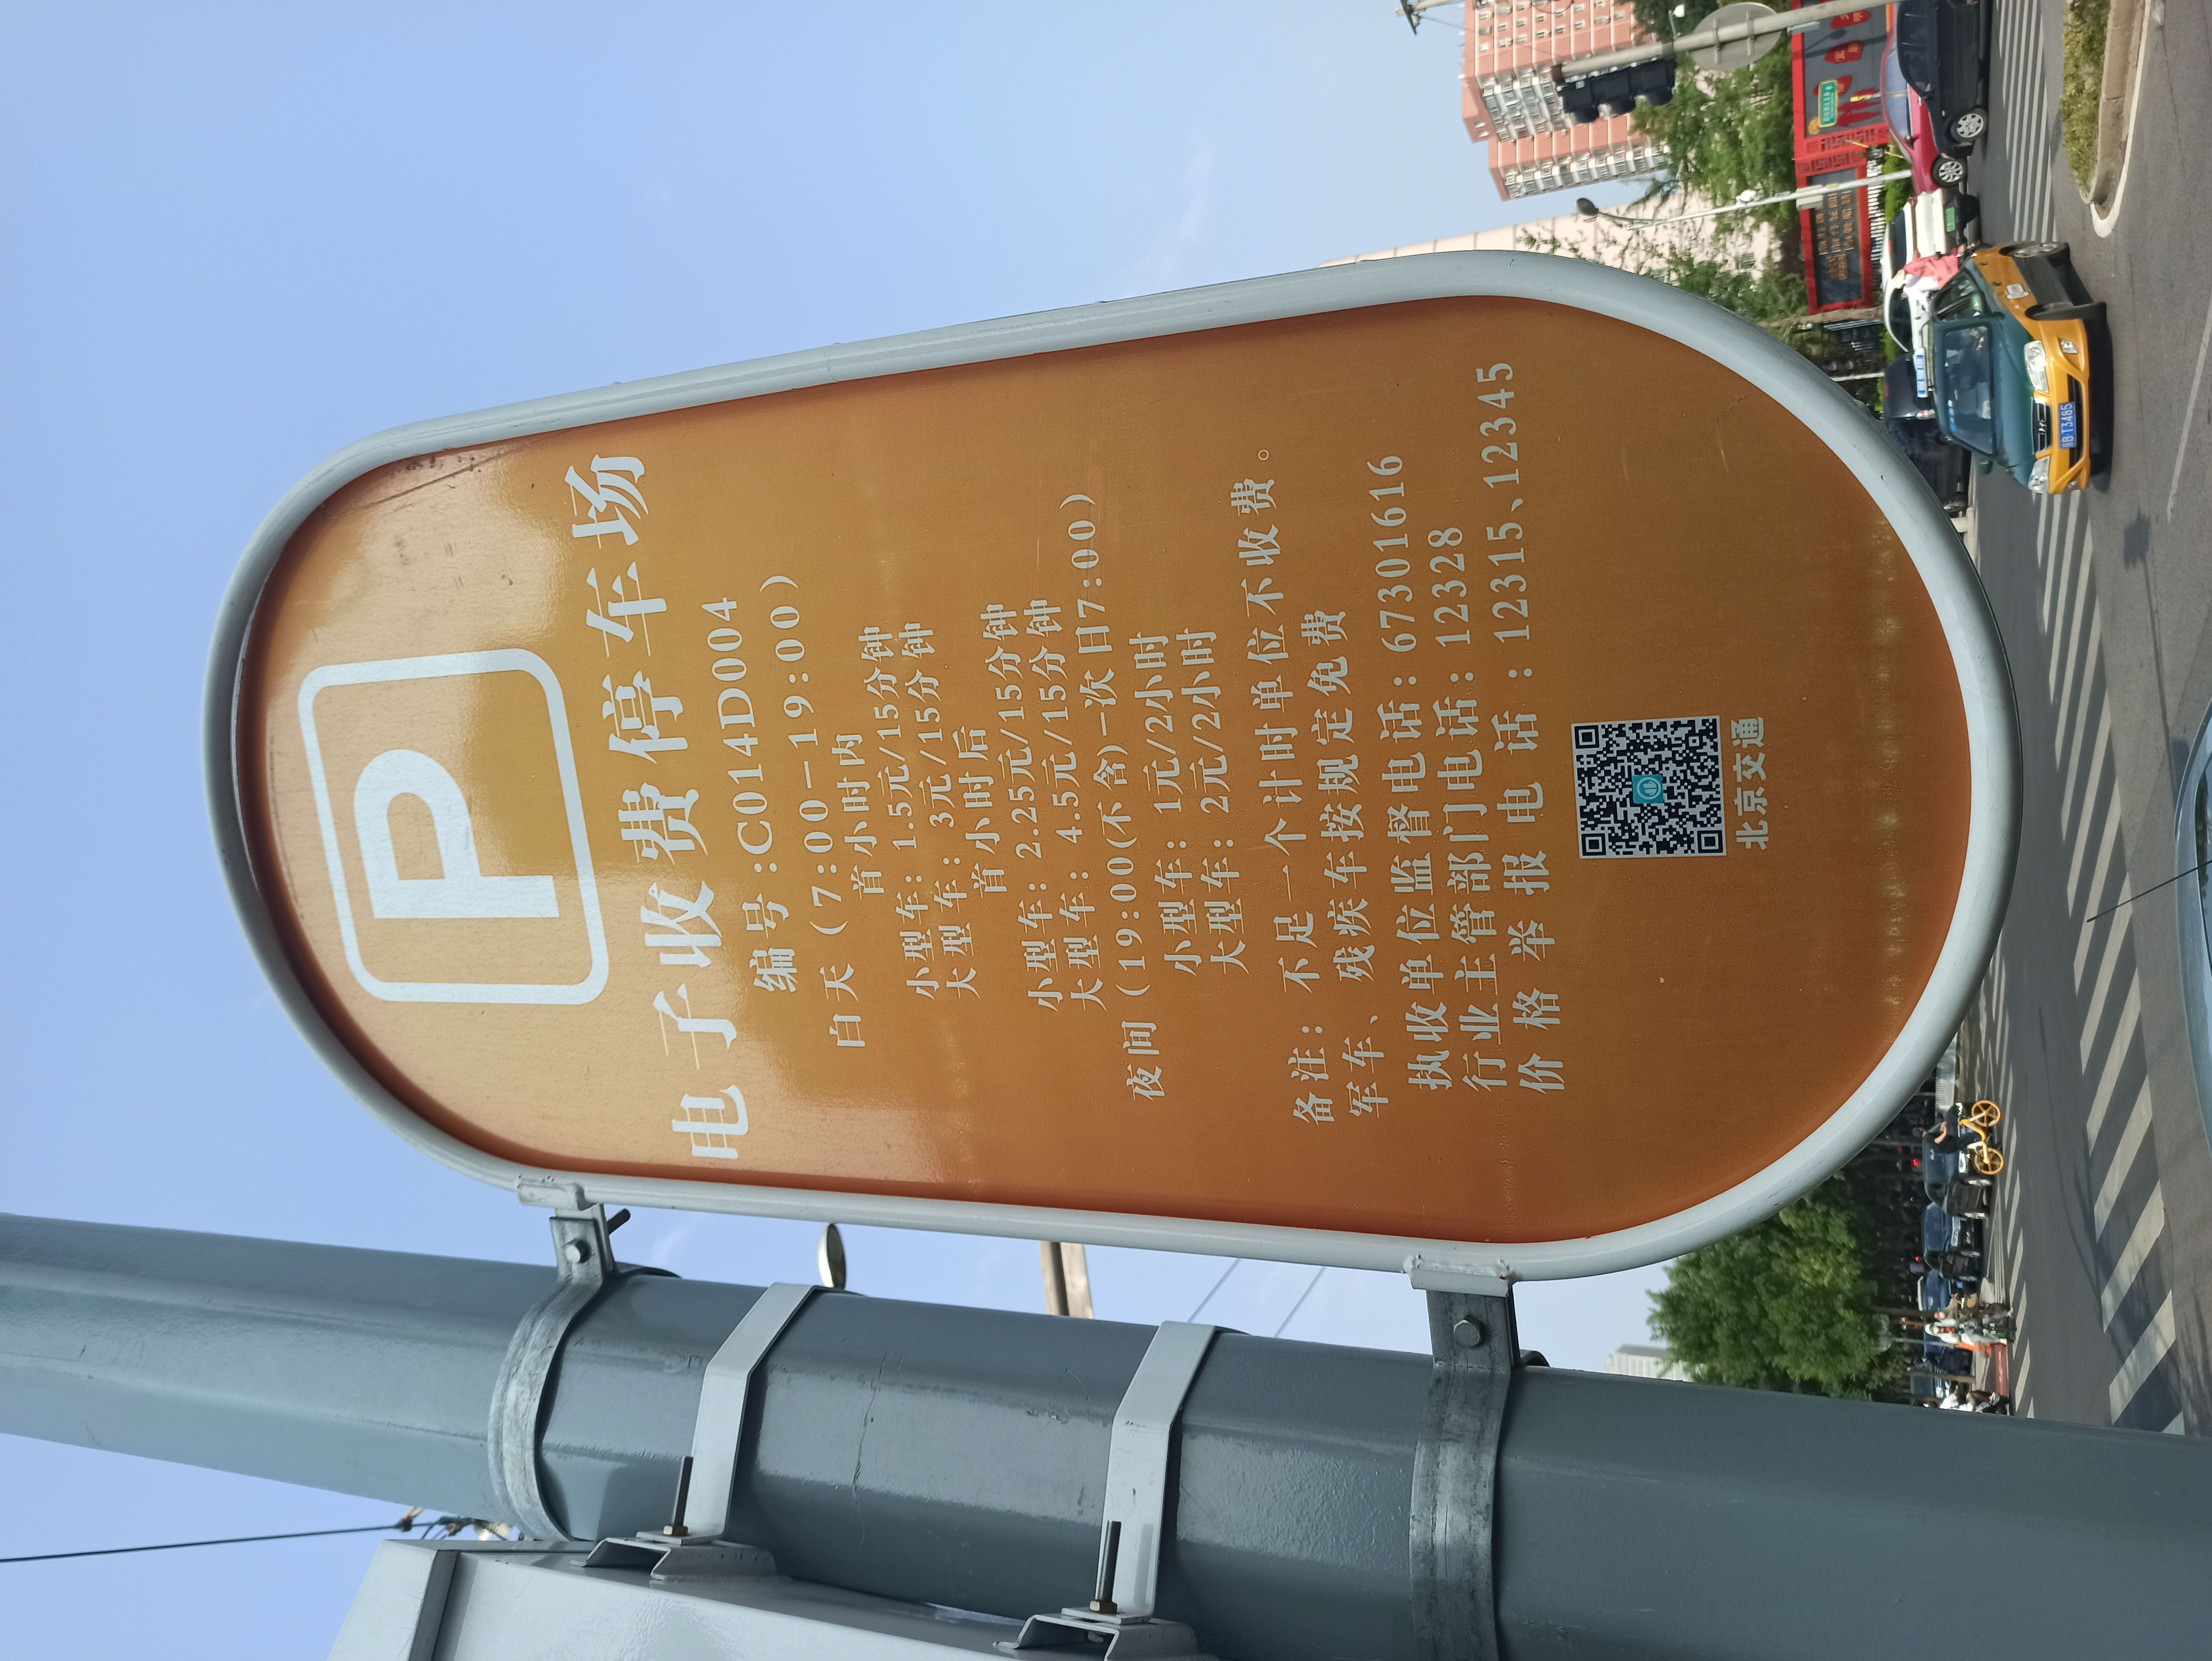 P
电子收费停车场
编号:C014D004
白天（7:00－19:00）
首小时内
小型车：1.5元/15分钟
大型车：3元/15分钟
首小时后
小型车：2.25元/15分钟
大型车：4.5元/15分钟
夜间（19:00(不含)－次日7:00）
小型车：1元/2小时
大型车：2元/2小时
备注：不足一个计时单位不收费。
军车、残疾车按规定免费
执收单位监督电话：67301616
行业主管部门电话：12328
价格举报电话：12315、12345
北京交通
京B·T3485